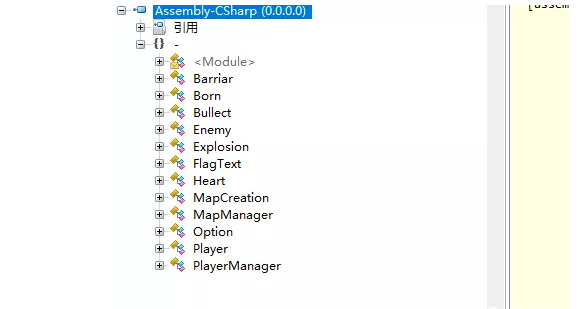 Assembly-CSharp (0.0.0.0)
引用
{} -
<Module>
Barriar
Born
Bullect
Enemy
Explosion
FlagText
Heart
MapCreation
MapManager
Option
Player
PlayerManager